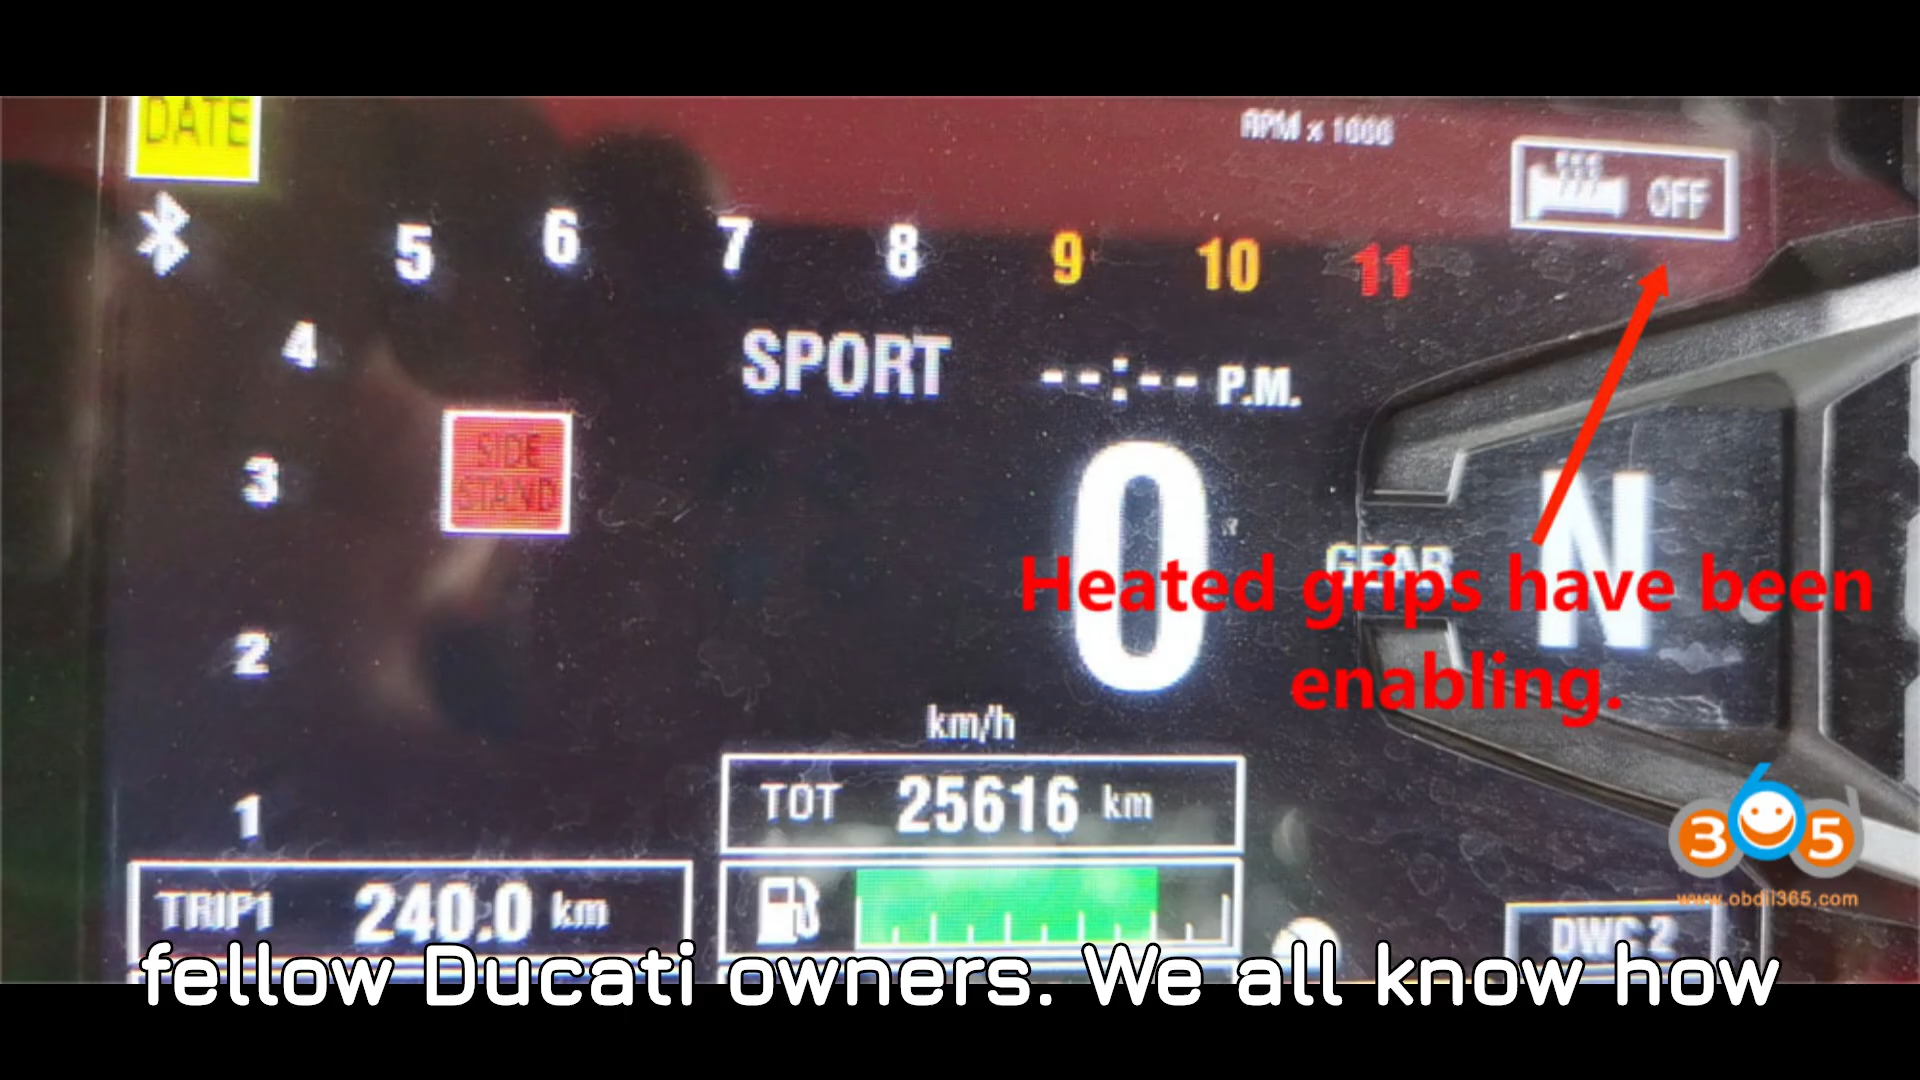 DATE
RPM x 1000
OFF
5 6 7 8 9 10 11
4
SPORT --:-- P.M.
SIDE
STAND
3
0
GEAR N
Heated grips have been
enabling.
2
km/h
TOT 25616 km
1
365
www.obdii365.com
TRIP1 240.0 km
DWC 2
fellow Ducati owners. We all know how